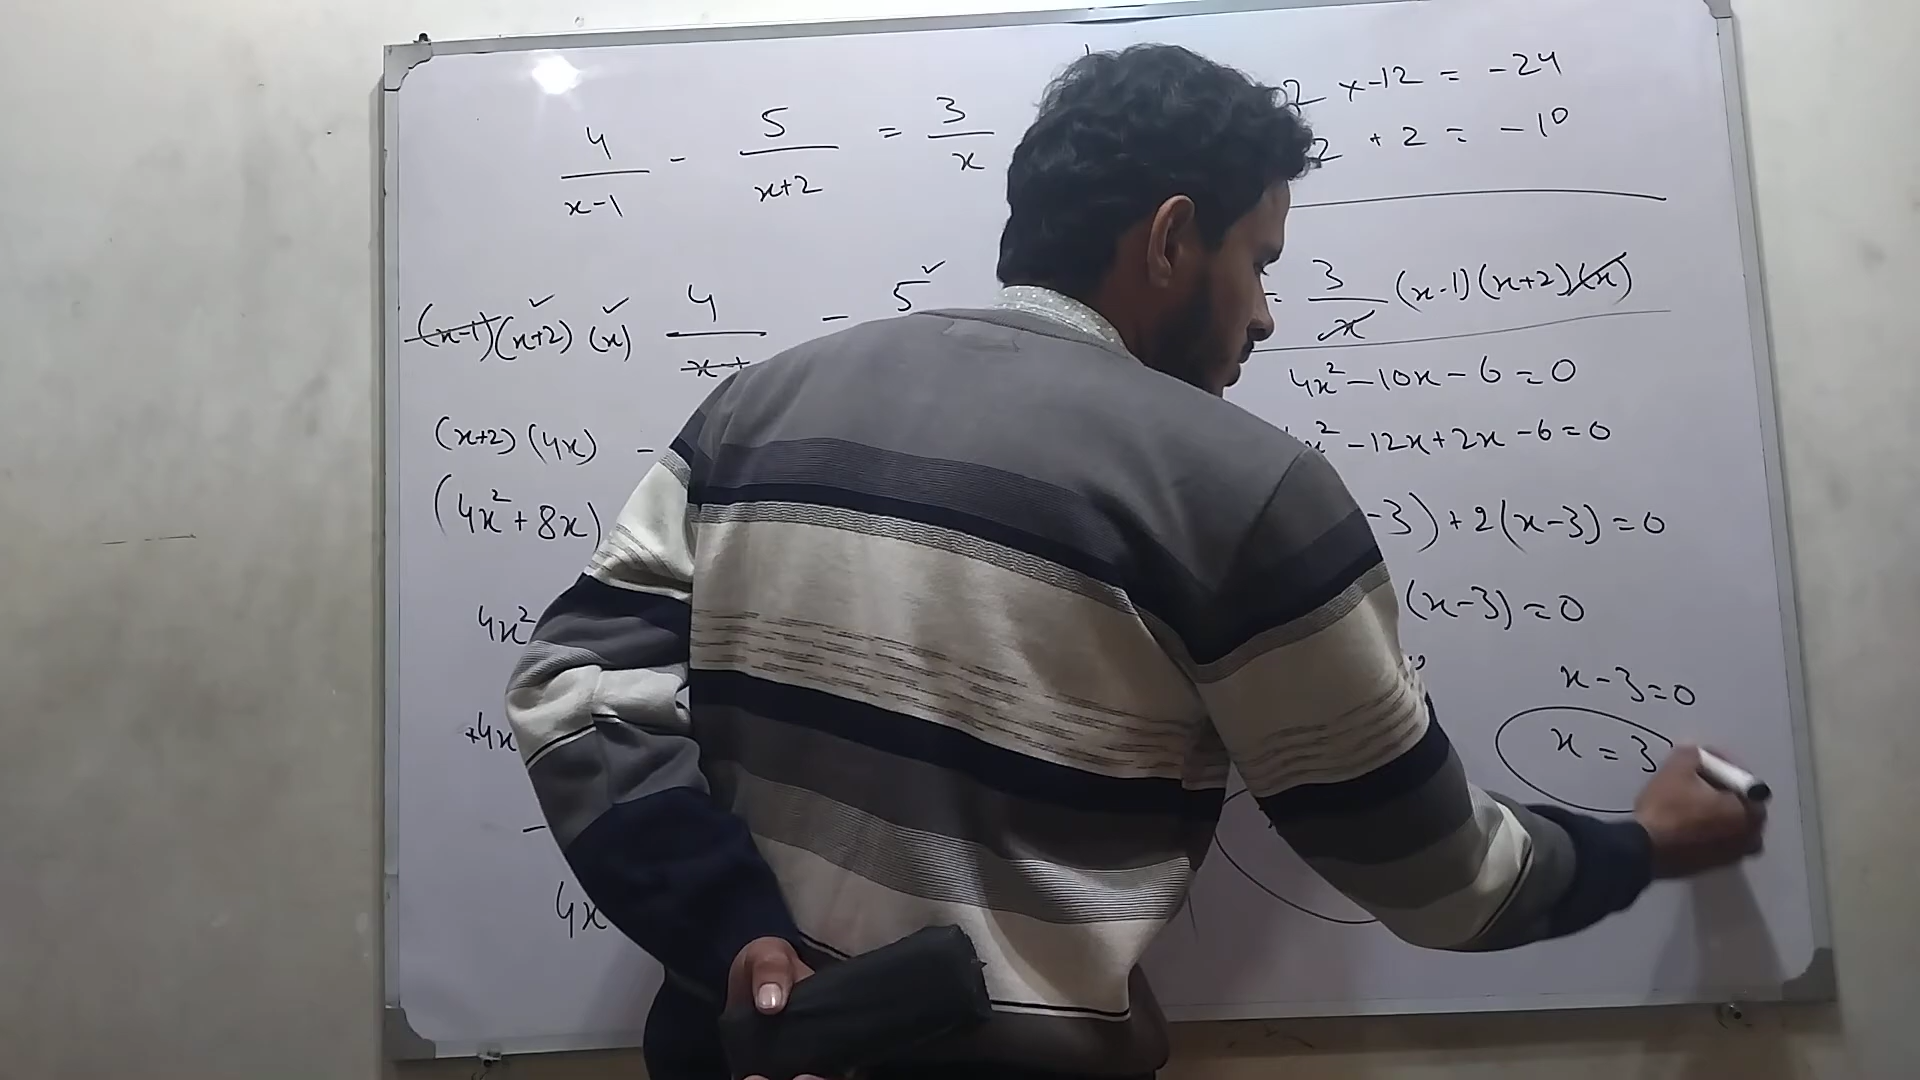 4/(x-1) - 5/(x+2) = 3/x
(x-1)(x+2)(x) 4/ - 5
(x+2)(4x) -
(4x²+8x)
4x²
+4x
-
4x
2 x -12 = -24
2 + 2 = -10
= 3/x (x-1)(x+2)(x)
4x²-10x-6=0
x²-12x+2x-6=0
-3)+2(x-3)=0
(x-3)=0
x-3=0
x=3